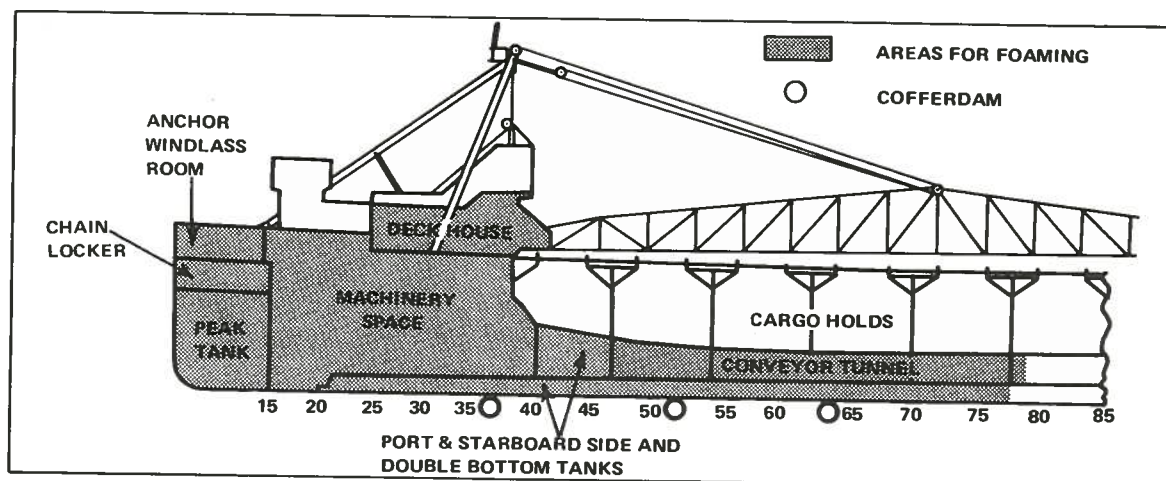 AREAS FOR FOAMING
COFFERDAM
ANCHOR
WINDLASS
ROOM
CHAIN
LOCKER
DECK HOUSE
MACHINERY
SPACE
PEAK
TANK
CARGO HOLDS
CONVEYOR TUNNEL
15 20 25 30 35 40 45 50 55 60 65 70 75 80 85
PORT & STARBOARD SIDE AND
DOUBLE BOTTOM TANKS